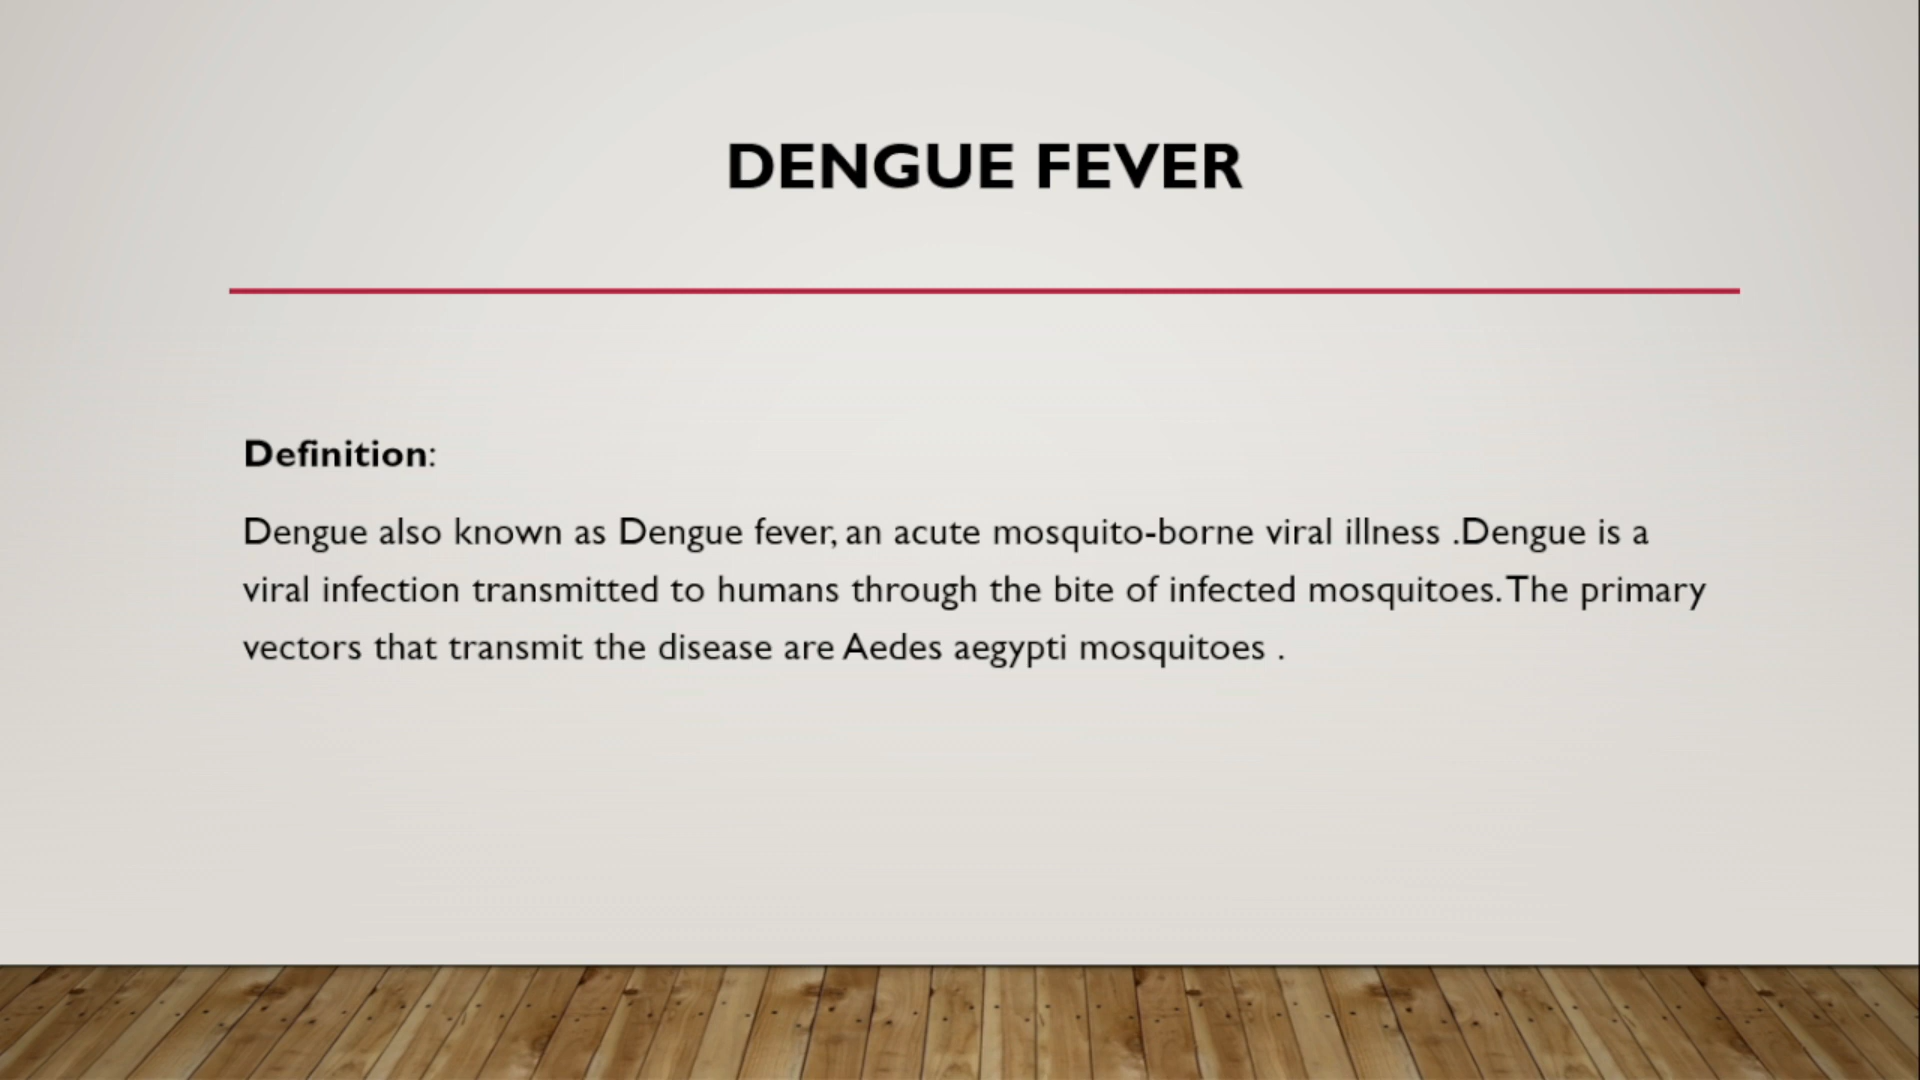 DENGUE FEVER
Definition:
Dengue also known as Dengue fever, an acute mosquito-borne viral illness .Dengue is a
viral infection transmitted to humans through the bite of infected mosquitoes. The primary
vectors that transmit the disease are Aedes aegypti mosquitoes .